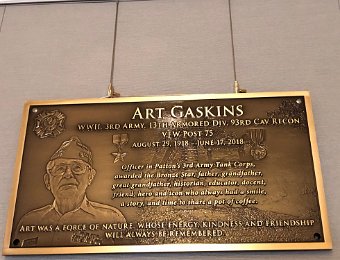 ART GASKINS
WWII, 3RD ARMY, 13TH ARMORED DIV, 93RD CAV RECON
VFW POST 75
AUGUST 29, 1918 - JUNE 17, 2018
Officer in Patton's 3rd Army Tank Corps,
awarded the Bronze Star, father, grandfather,
great-grandfather, historian, educator, docent,
friend, hero and icon who always had a smile,
a story, and time to share a pot of coffee.
ART WAS A FORCE OF NATURE, WHOSE ENERGY, KINDNESS AND FRIENDSHIP
WILL ALWAYS BE REMEMBERED.